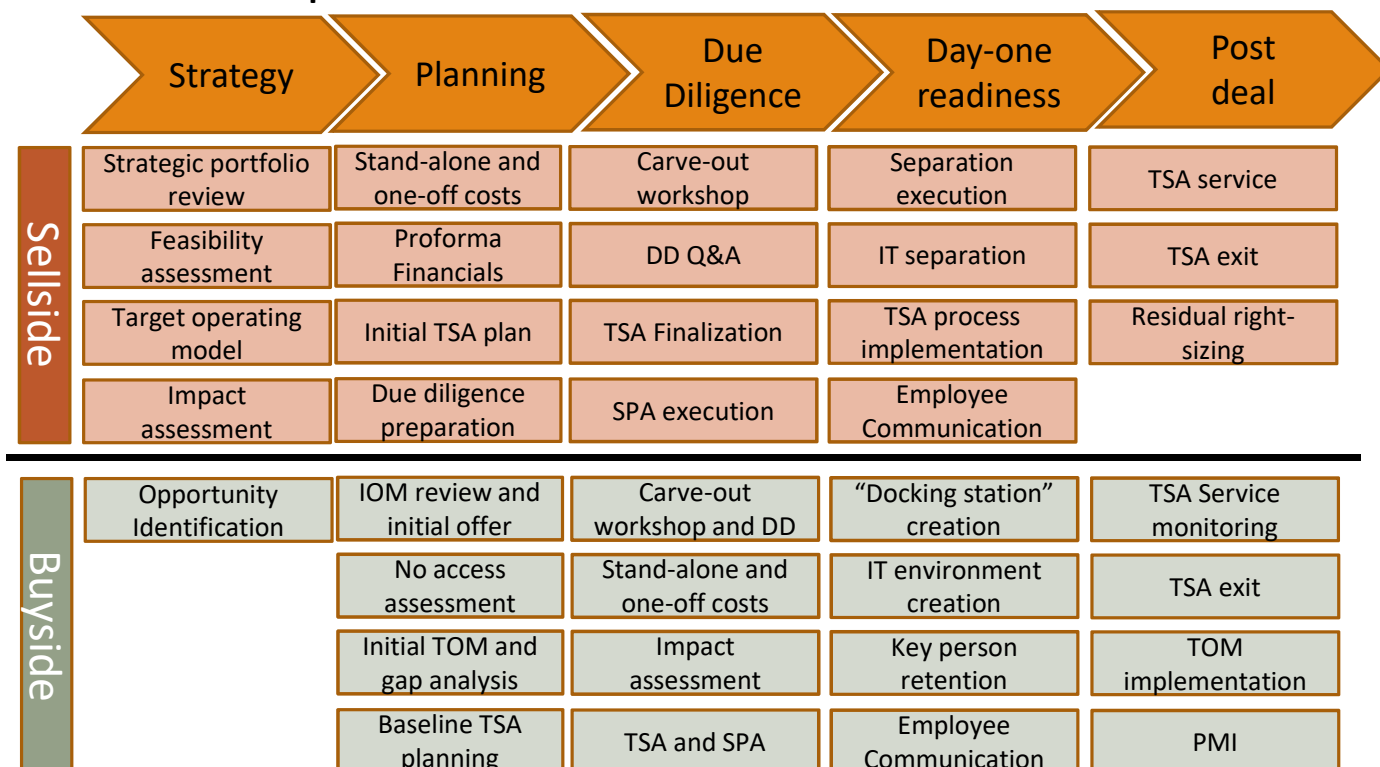 Strategy
Planning
Due
Diligence
Day-one
readiness
Post
deal
Sellside
Strategic portfolio
review
Stand-alone and
one-off costs
Carve-out
workshop
Separation
execution
TSA service
Feasibility
assessment
Proforma
Financials
DD Q&A
IT separation
TSA exit
Target operating
model
Initial TSA plan
TSA Finalization
TSA process
implementation
Residual right-
sizing
Impact
assessment
Due diligence
preparation
SPA execution
Employee
Communication
Buyside
Opportunity
Identification
IOM review and
initial offer
Carve-out
workshop and DD
“Docking station”
creation
TSA Service
monitoring
No access
assessment
Stand-alone and
one-off costs
IT environment
creation
TSA exit
Initial TOM and
gap analysis
Impact
assessment
Key person
retention
TOM
implementation
Baseline TSA
planning
TSA and SPA
Employee
Communication
PMI